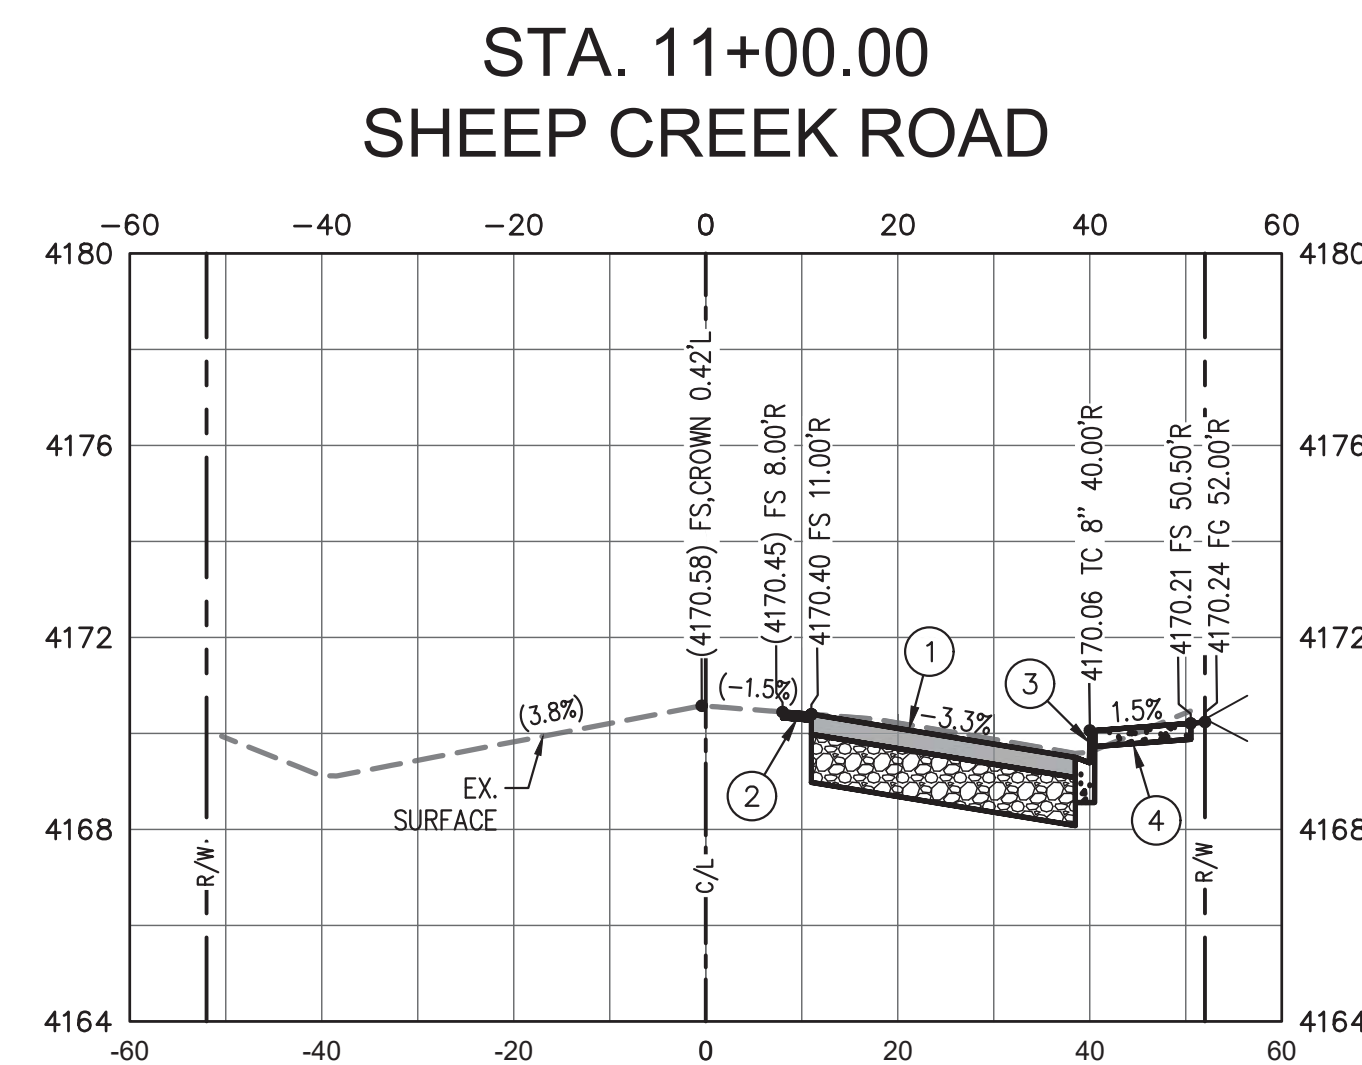 STA. 11+00.00
SHEEP CREEK ROAD
-60 -40 -20 0 20 40 60
4180 4180
(4170.58) FS,CROWN 0.42'L
(4170.45) FS 8.00'R
4170.40 FS 11.00'R
4170.06 TC 8" 40.00'R
4170.21 FS 50.50'R
4170.24 FG 52.00'R
4176 4176
4172 4172
1
3
(-1.5%)
(3.8%)
-3.3%
1.5%
EX.
SURFACE
2
4
4168 4168
R/W.
C/L
R/W
4164 4164
-60 -40 -20 0 20 40 60